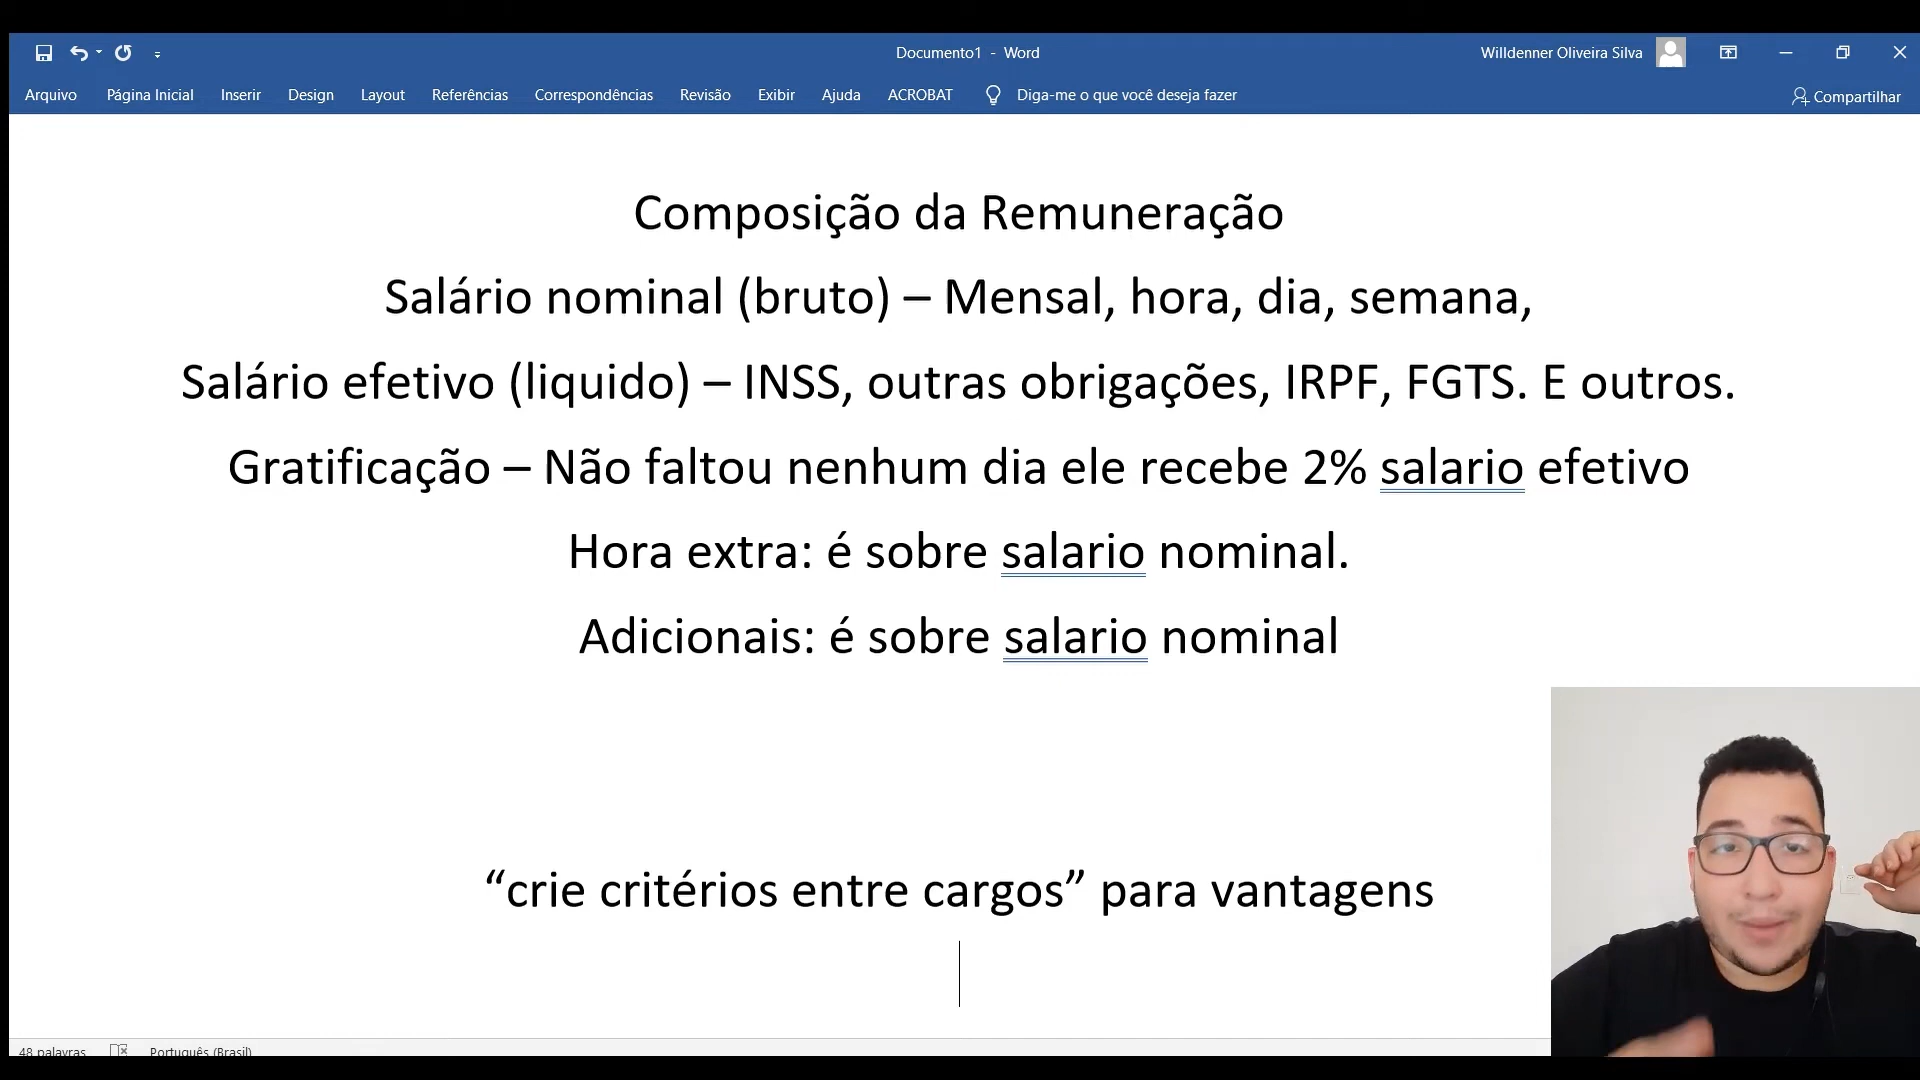 Documento1 - Word
Willdenner Oliveira Silva
Arquivo Página Inicial Inserir Design Layout Referências Correspondências Revisão Exibir Ajuda ACROBAT Diga-me o que você deseja fazer Compartilhar
Composição da Remuneração
Salário nominal (bruto) – Mensal, hora, dia, semana,
Salário efetivo (liquido) – INSS, outras obrigações, IRPF, FGTS. E outros.
Gratificação – Não faltou nenhum dia ele recebe 2% salario efetivo
Hora extra: é sobre salario nominal.
Adicionais: é sobre salario nominal
“crie critérios entre cargos” para vantagens
48 palavras Português (Brasil)